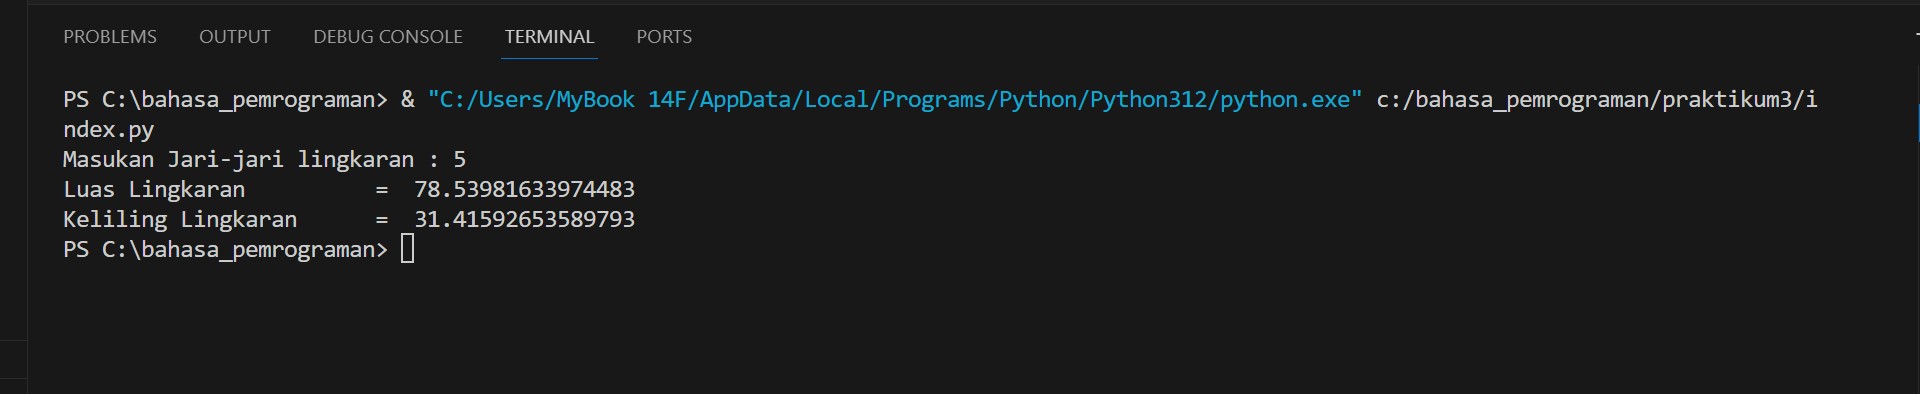 PROBLEMS OUTPUT DEBUG CONSOLE TERMINAL PORTS
PS C:\bahasa_pemrograman> & "C:/Users/MyBook 14F/AppData/Local/Programs/Python/Python312/python.exe" c:/bahasa_pemrograman/praktikum3/i
ndex.py
Masukan Jari-jari lingkaran : 5
Luas Lingkaran          =  78.53981633974483
Keliling Lingkaran      =  31.41592653589793
PS C:\bahasa_pemrograman>